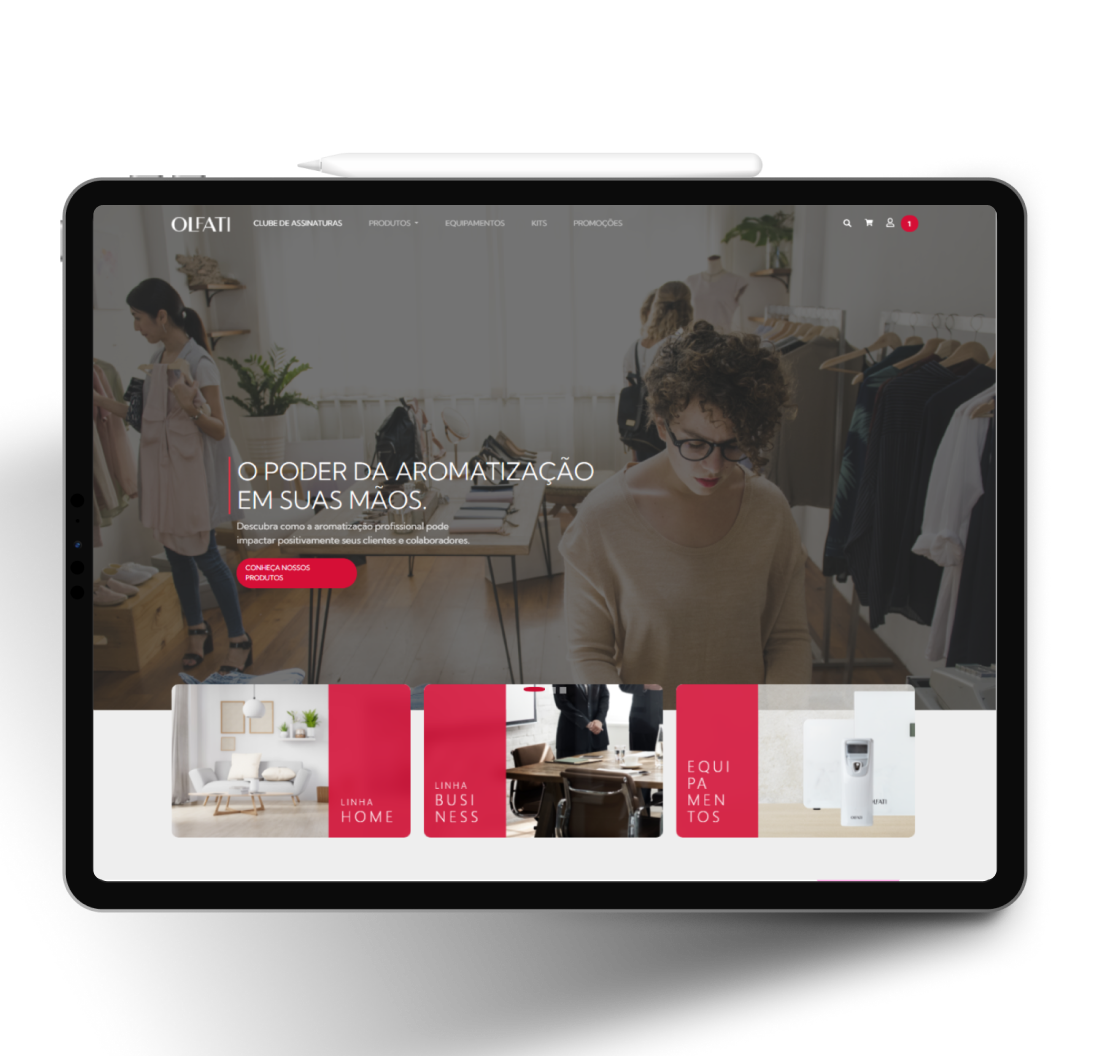 OLFATI CLUBE DE ASSINATURAS PRODUTOS EQUIPAMENTOS KITS PROMOÇÕES 1
O PODER DA AROMATIZAÇÃO
EM SUAS MÃOS.
Descubra como a aromatização profissional pode
impactar positivamente seus clientes e colaboradores.
CONHEÇA NOSSOS
PRODUTOS
LINHA
HOME
LINHA
BUSI
NESS
EQUI
PA
MEN
TOS